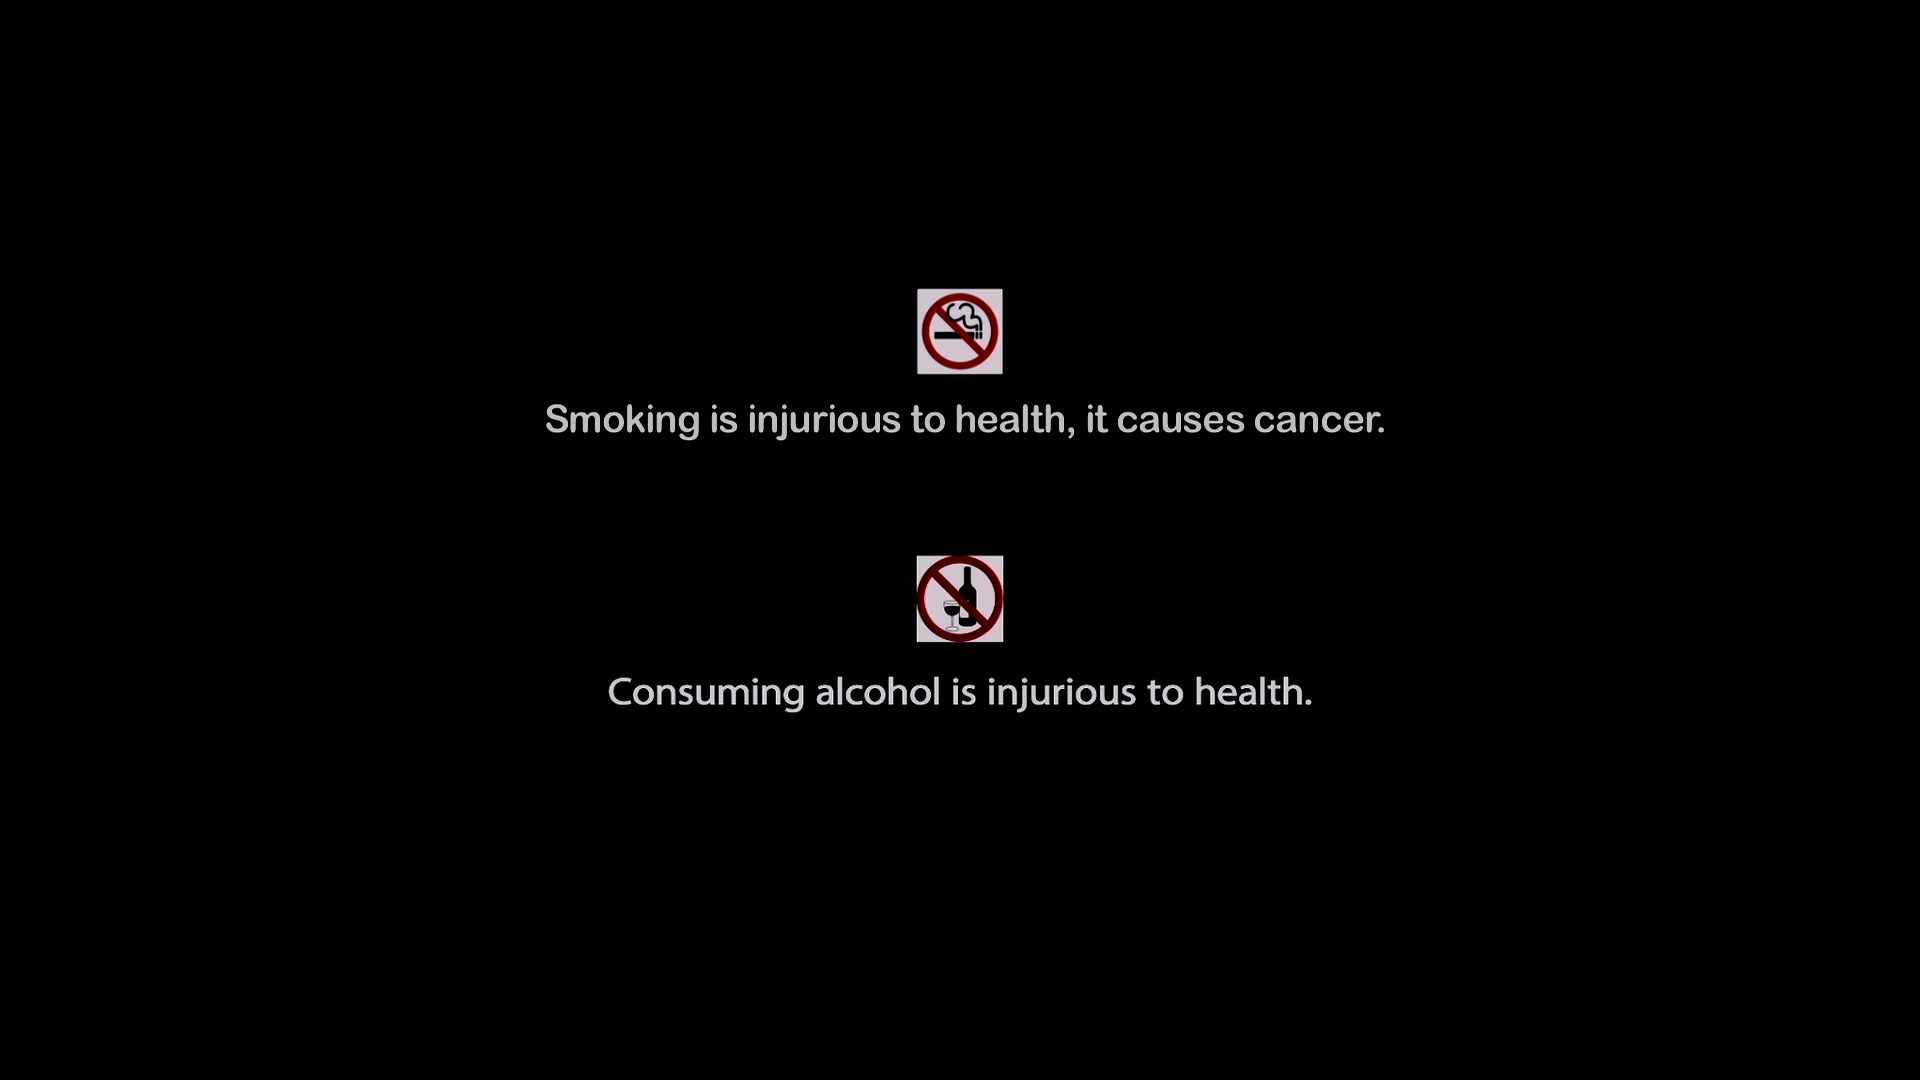 Smoking is injurious to health, it causes cancer.
Consuming alcohol is injurious to health.